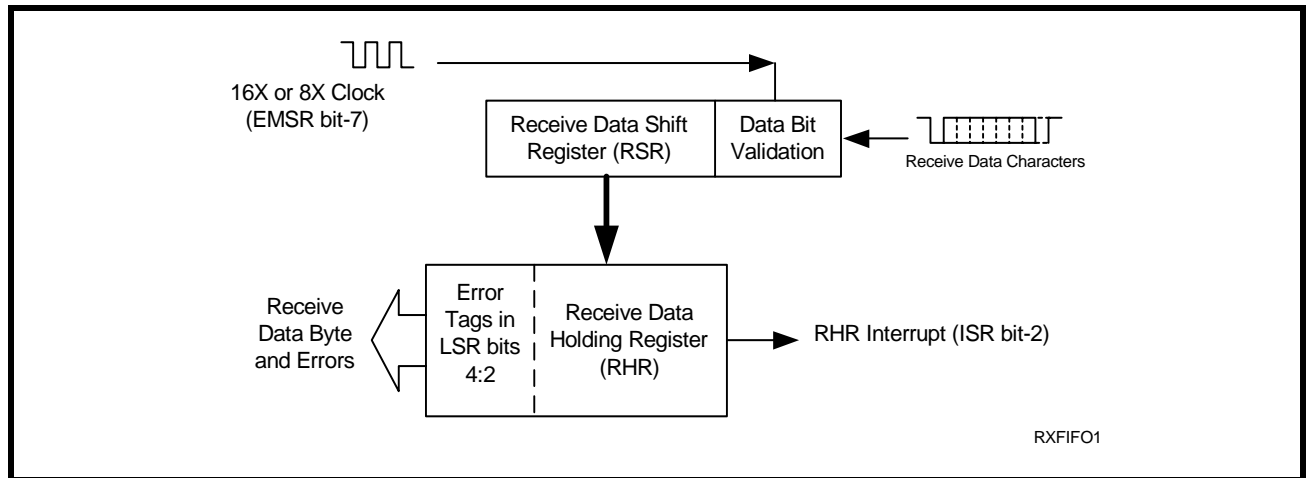 16X or 8X Clock
(EMSR bit-7)
Receive Data Shift
Register (RSR)
Data Bit
Validation
Receive Data Characters
Receive
Data Byte
and Errors
Error
Tags in
LSR bits
4:2
Receive Data
Holding Register
(RHR)
RHR Interrupt (ISR bit-2)
RXFIFO1